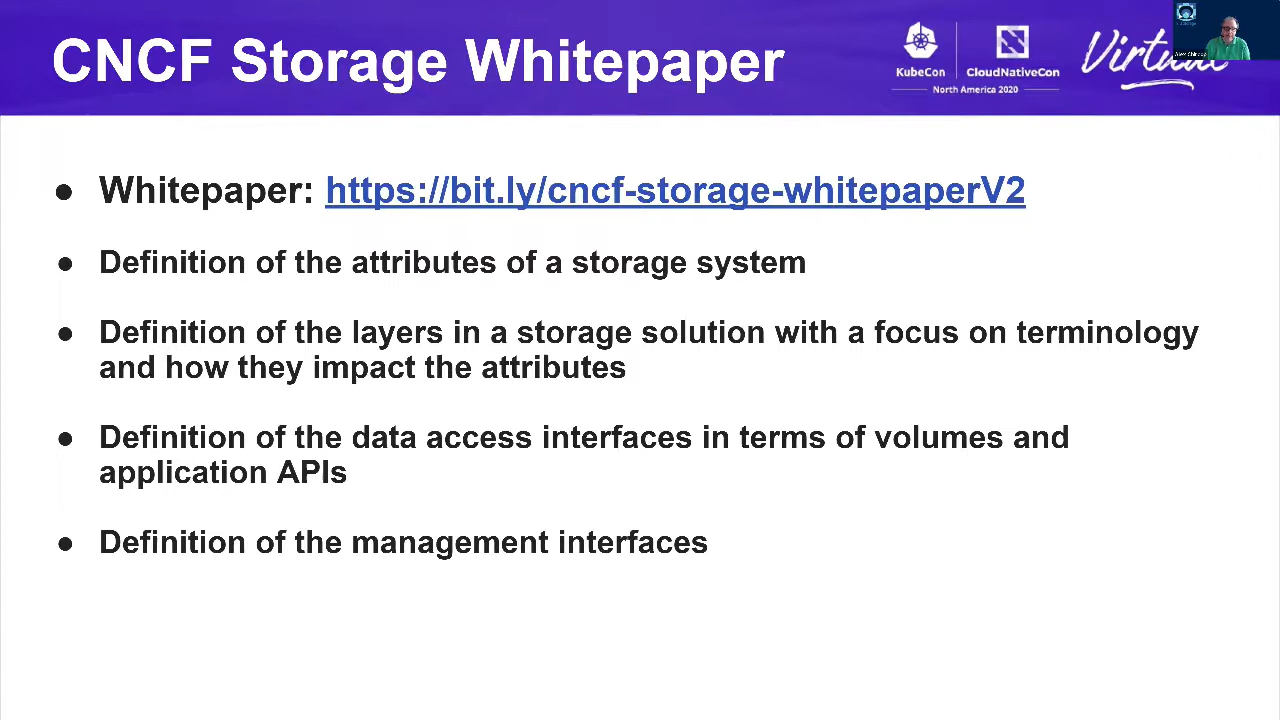 CNCF Storage Whitepaper
KubeCon
CloudNativeCon
North America 2020
Virtual
● Whitepaper: https://bit.ly/cncf-storage-whitepaperV2
● Definition of the attributes of a storage system
● Definition of the layers in a storage solution with a focus on terminology
and how they impact the attributes
● Definition of the data access interfaces in terms of volumes and
application APIs
● Definition of the management interfaces